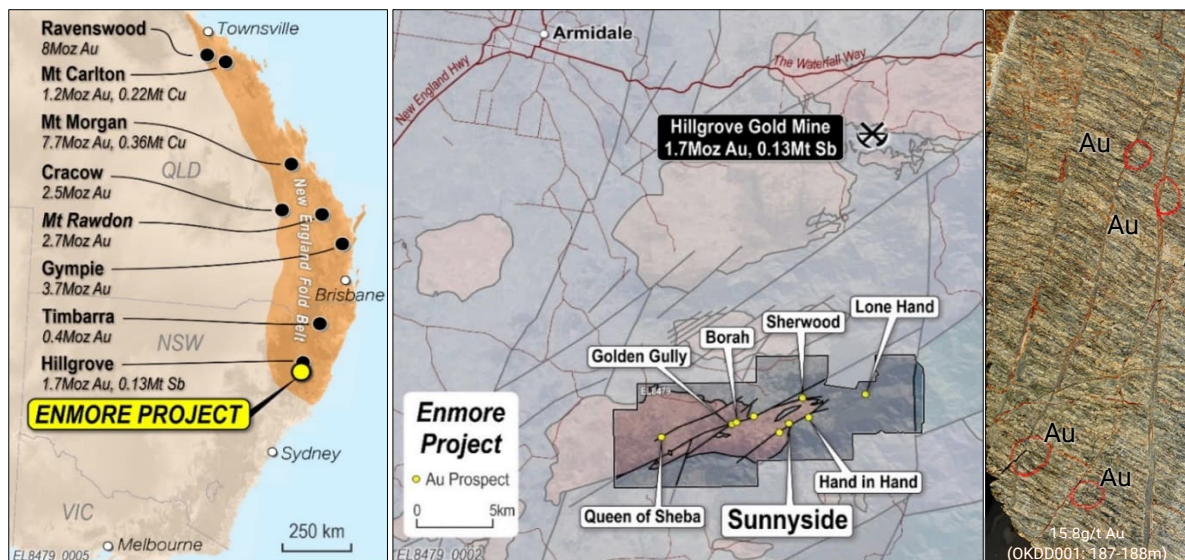 Ravenswood
8Moz Au
Mt Carlton
1.2Moz Au, 0.22Mt Cu
Mt Morgan
7.7Moz Au, 0.36Mt Cu
Cracow
2.5Moz Au
Mt Rawdon
2.7Moz Au
Gympie
3.7Moz Au
Timbarra
0.4Moz Au
Hillgrove
1.7Moz Au, 0.13Mt Sb
ENMORE PROJECT
Townsville
QLD
New England Fold Belt
Brisbane
NSW
Sydney
VIC
Melbourne
250 km
EL8479_0005
Armidale
New England Hwy
The Waterfall Way
Hillgrove Gold Mine
1.7Moz Au, 0.13Mt Sb
Lone Hand
Sherwood
Borah
Golden Gully
EL8479
Enmore
Project
Au Prospect
0 5km
Queen of Sheba
Sunnyside
Hand in Hand
EL8479_0002
Au
Au
Au
Au
15.8g/t Au
(OKDD001: 187-188m)